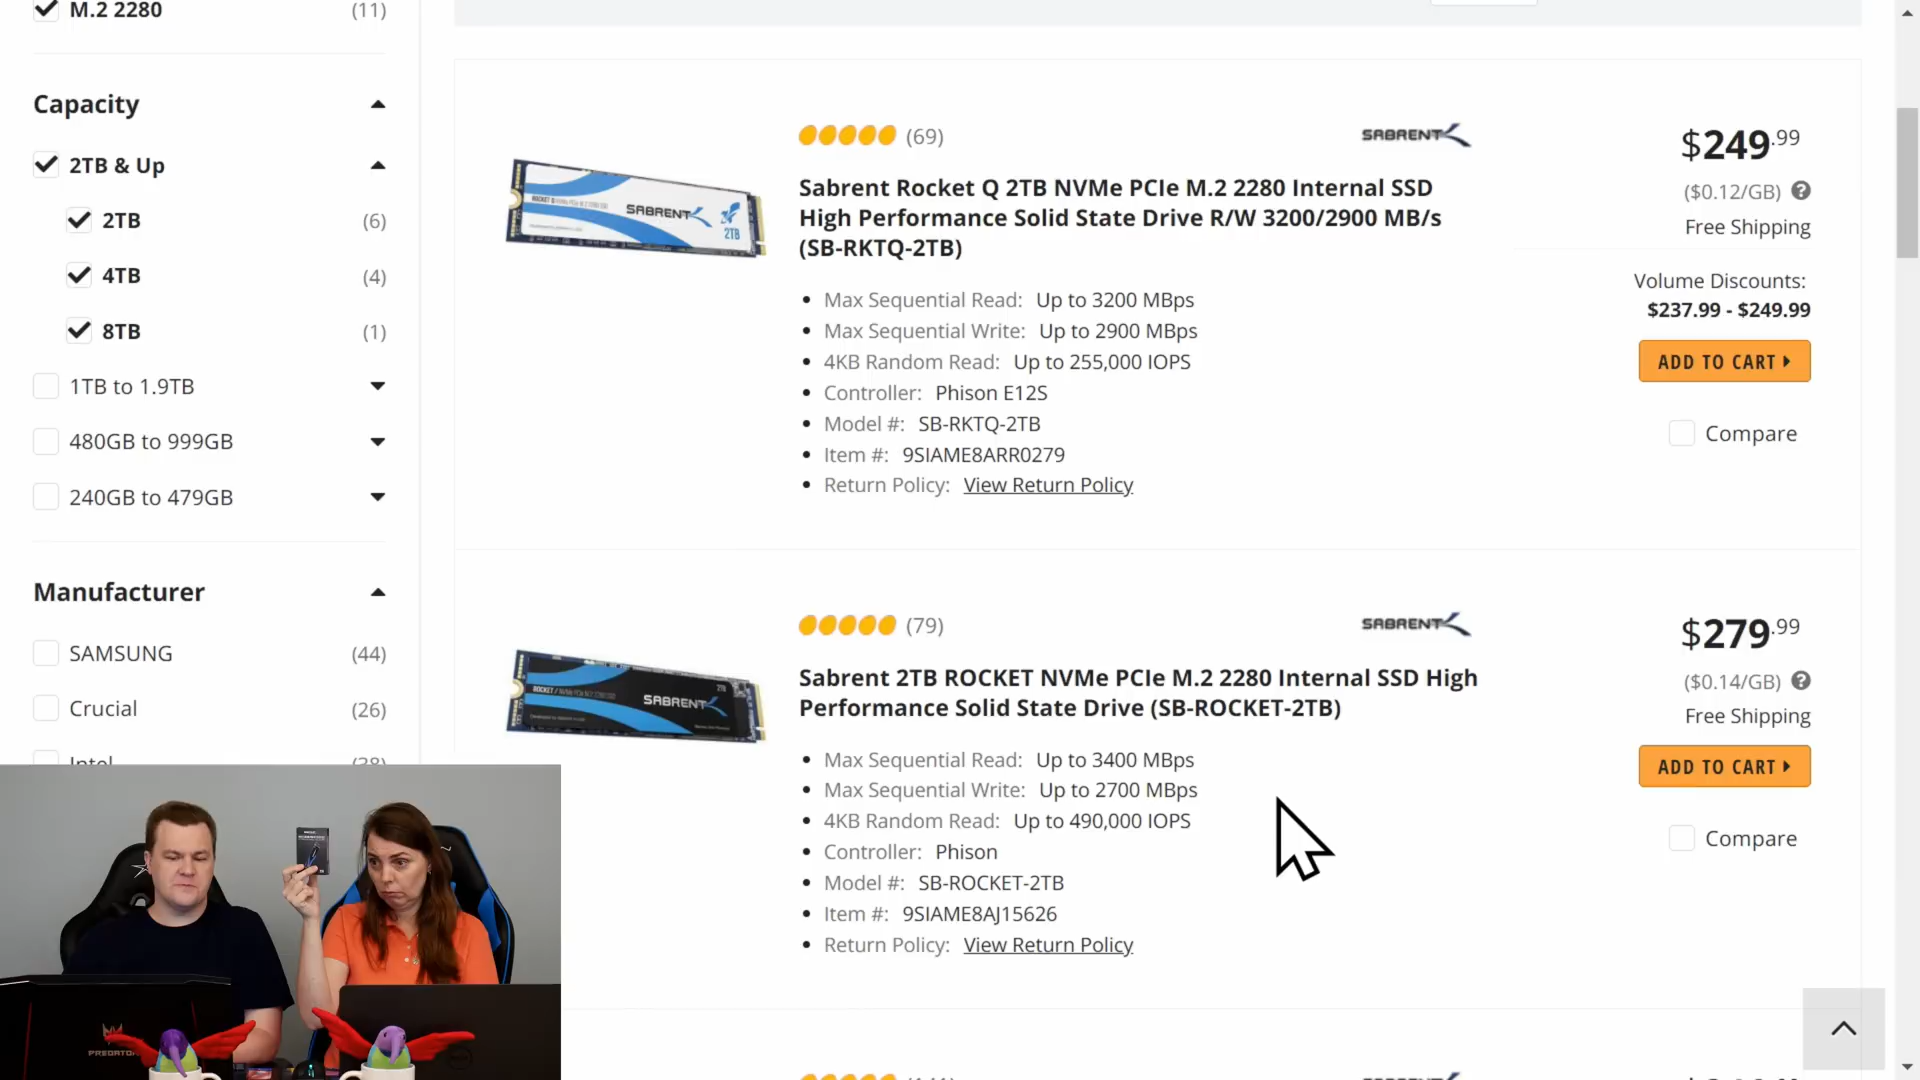 M.2 2280 (11)
Capacity
2TB & Up
2TB (6)
4TB (4)
8TB (1)
1TB to 1.9TB
480GB to 999GB
240GB to 479GB
Manufacturer
SAMSUNG (44)
Crucial (26)
Intel (38)
(69)
SABRENT
Sabrent Rocket Q 2TB NVMe PCIe M.2 2280 Internal SSD
High Performance Solid State Drive R/W 3200/2900 MB/s
(SB-RKTQ-2TB)
SABRENT
2TB
• Max Sequential Read: Up to 3200 MBps
• Max Sequential Write: Up to 2900 MBps
• 4KB Random Read: Up to 255,000 IOPS
• Controller: Phison E12S
• Model #: SB-RKTQ-2TB
• Item #: 9SIAME8ARR0279
• Return Policy: View Return Policy
$249.99
($0.12/GB) ?
Free Shipping
Volume Discounts:
$237.99 - $249.99
ADD TO CART
Compare
(79)
SABRENT
Sabrent 2TB ROCKET NVMe PCIe M.2 2280 Internal SSD High
Performance Solid State Drive (SB-ROCKET-2TB)
SABRENT
• Max Sequential Read: Up to 3400 MBps
• Max Sequential Write: Up to 2700 MBps
• 4KB Random Read: Up to 490,000 IOPS
• Controller: Phison
• Model #: SB-ROCKET-2TB
• Item #: 9SIAME8AJ15626
• Return Policy: View Return Policy
$279.99
($0.14/GB) ?
Free Shipping
ADD TO CART
Compare
PREDATOR